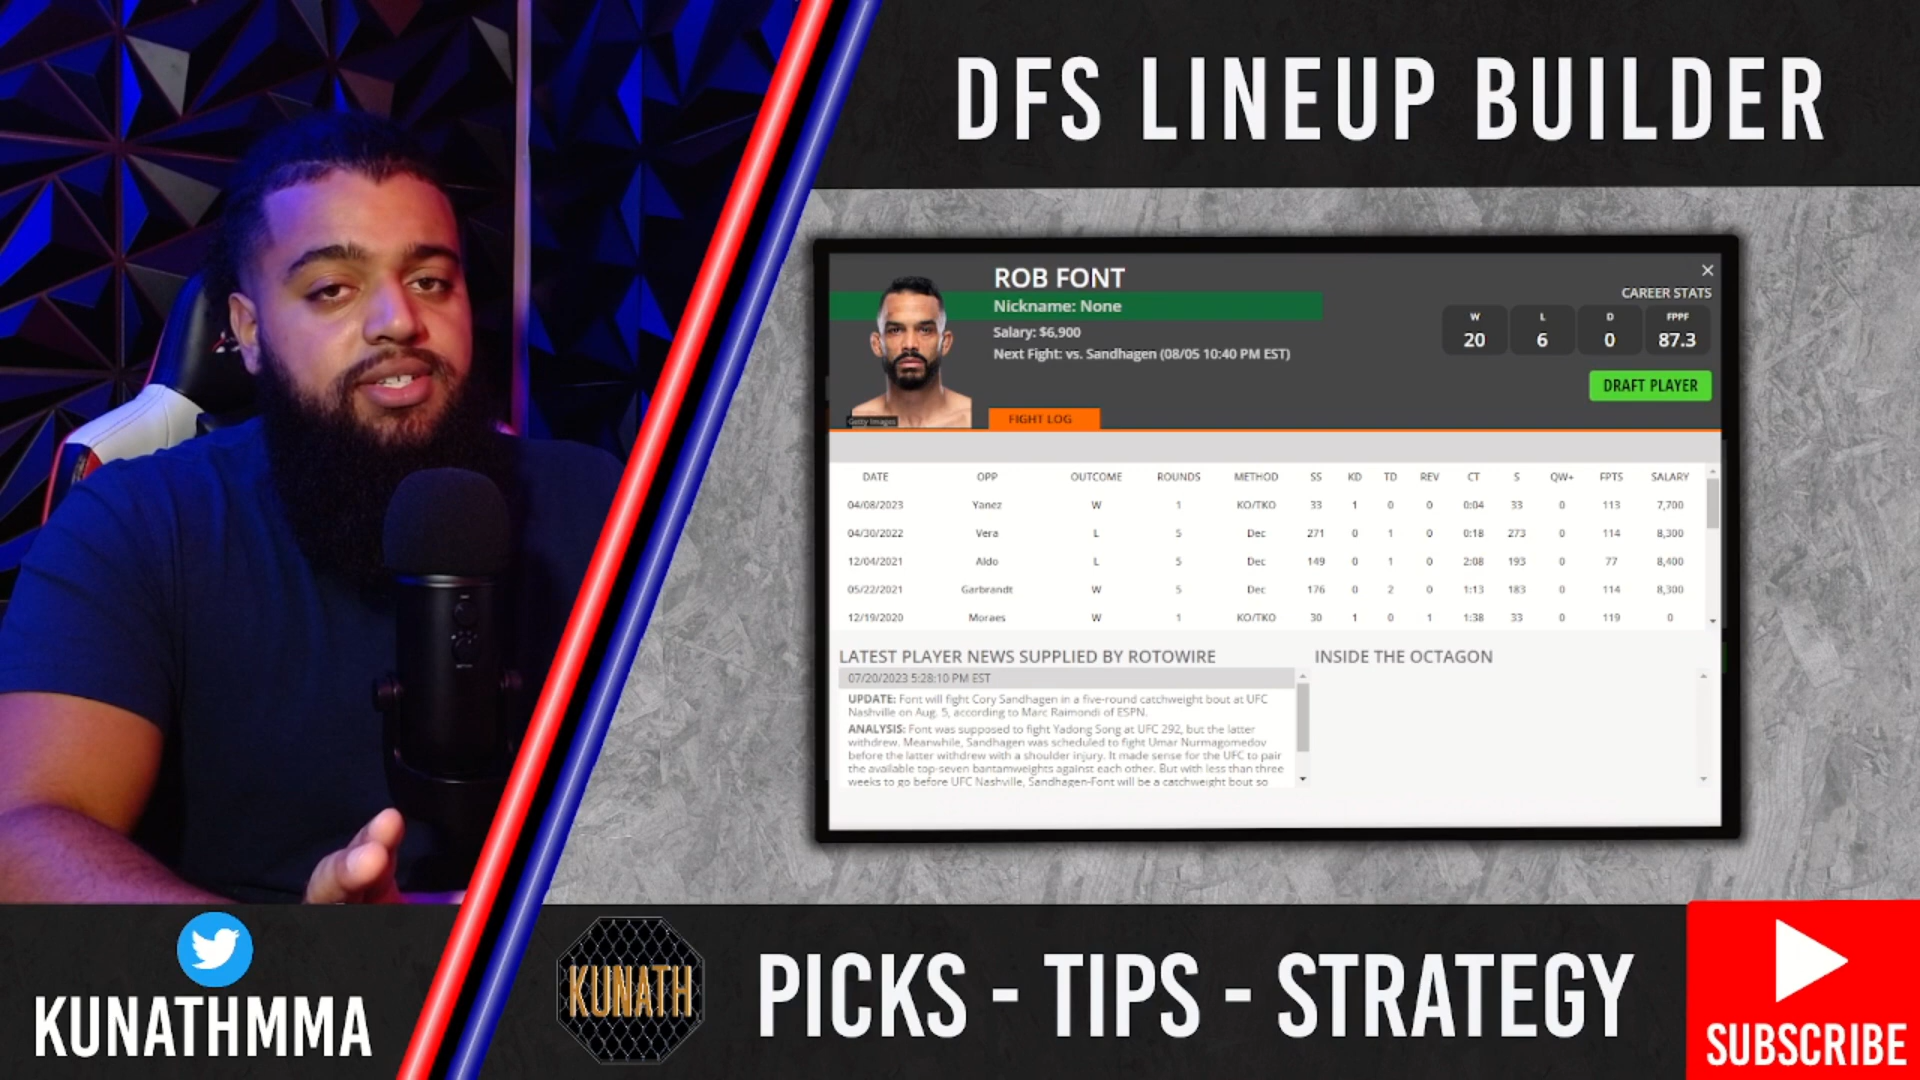 DFS LINEUP BUILDER
ROB FONT
Nickname: None
Salary: $6,900
Next Fight: vs. Sandhagen (08/05 10:40 PM EST)
CAREER STATS
W L D FPPF
20 6 0 87.3
DRAFT PLAYER
Getty Images
FIGHT LOG
DATE OPP OUTCOME ROUNDS METHOD SS KD TD REV CT S QW+ FPTS SALARY
04/08/2023 Yanez W 1 KO/TKO 33 1 0 0 0:04 33 0 113 7,700
04/30/2022 Vera L 5 Dec 271 0 1 0 0:18 273 0 114 8,300
12/04/2021 Aldo L 5 Dec 149 0 1 0 2:08 193 0 77 8,400
05/22/2021 Garbrandt W 5 Dec 176 0 2 0 1:13 183 0 114 8,300
12/19/2020 Moraes W 1 KO/TKO 30 1 0 1 1:38 33 0 119 0
LATEST PLAYER NEWS SUPPLIED BY ROTOWIRE
07/20/2023 5:28:10 PM EST
UPDATE: Font will fight Cory Sandhagen in a five-round catchweight bout at UFC
Nashville on Aug. 5, according to Marc Raimondi of ESPN.
ANALYSIS: Font was supposed to fight Yadong Song at UFC 292, but the latter
withdrew. Meanwhile, Sandhagen was scheduled to fight Umar Nurmagomedov
before the latter withdrew with a shoulder injury. It made sense for the UFC to pair
the available top-seven bantamweights against each other. But with less than three
weeks to go before UFC Nashville, Sandhagen-Font will be a catchweight bout so
INSIDE THE OCTAGON
KUNATHMMA
KUNATH
PICKS - TIPS - STRATEGY
SUBSCRIBE